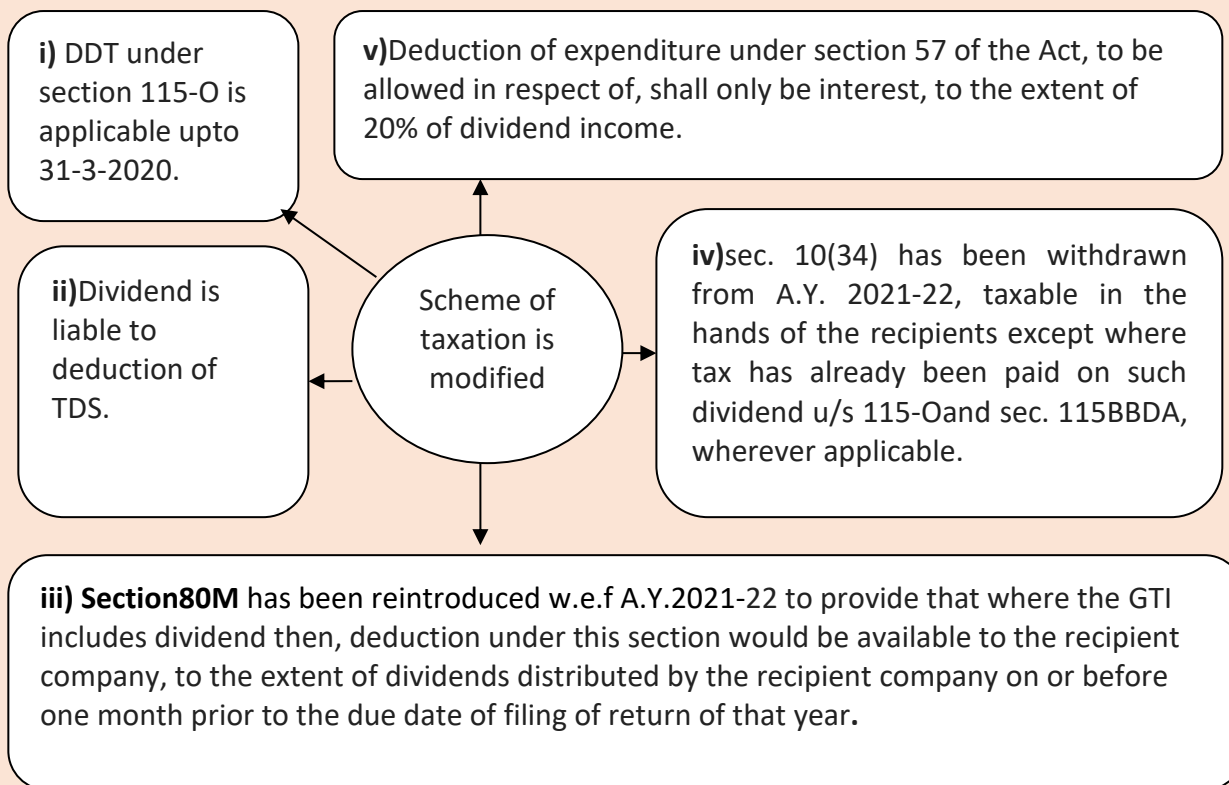 i) DDT under
section 115-O is
applicable upto
31-3-2020.
v)Deduction of expenditure under section 57 of the Act, to be
allowed in respect of, shall only be interest, to the extent of
20% of dividend income.
ii)Dividend is
liable to
deduction of
TDS.
Scheme of
taxation is
modified
iv)sec. 10(34) has been withdrawn
from A.Y. 2021-22, taxable in the
hands of the recipients except where
tax has already been paid on such
dividend u/s 115-Oand sec. 115BBDA,
wherever applicable.
iii) Section80M has been reintroduced w.e.f A.Y.2021-22 to provide that where the GTI
includes dividend then, deduction under this section would be available to the recipient
company, to the extent of dividends distributed by the recipient company on or before
one month prior to the due date of filing of return of that year.